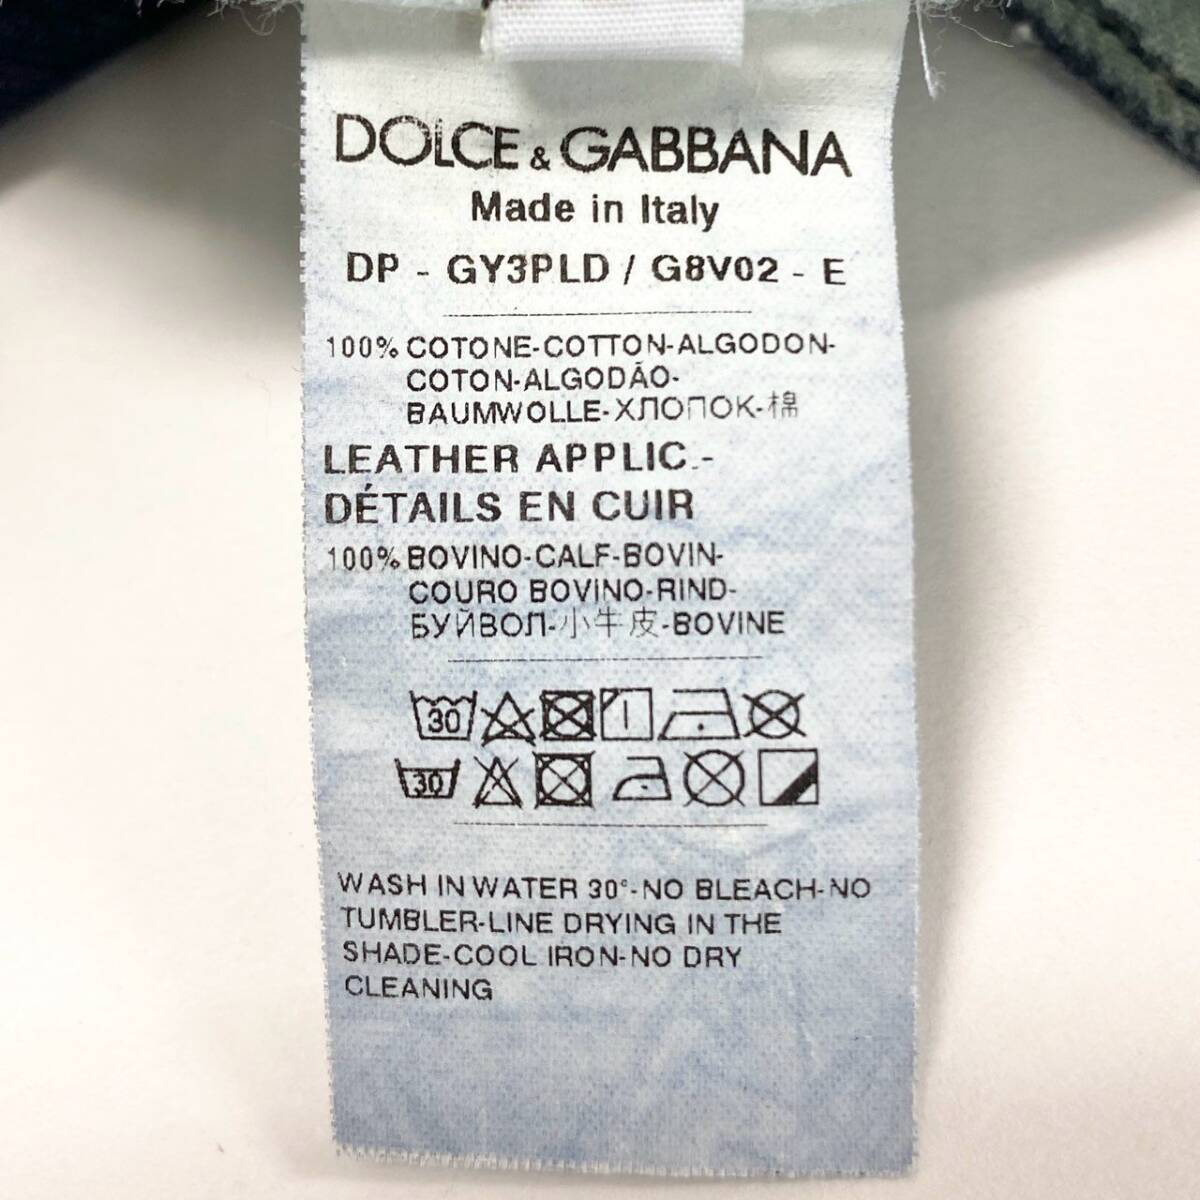 DOLCE & GABBANA
Made in Italy
DP - GY3PLD / G8V02 - E
100% COTONE-COTTON-ALGODON-
COTON-ALGODÃO-
BAUMWOLLE-ХЛОПОК-棉
LEATHER APPLIC.-
DÉTAILS EN CUIR
100% BOVINO-CALF-BOVIN-
COURO BOVINO-RIND-
БУЙВОЛ-小牛皮-BOVINE
30
30
WASH IN WATER 30°-NO BLEACH-NO
TUMBLER-LINE DRYING IN THE
SHADE-COOL IRON-NO DRY
CLEANING